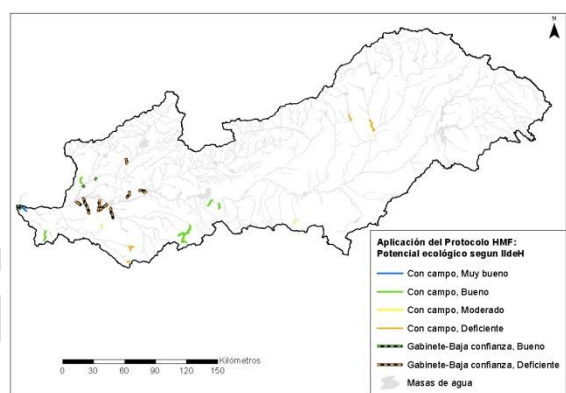 N
Aplicación del Protocolo HMF:
Potencial ecológico segun IIdeH
Con campo, Muy bueno
Con campo, Bueno
Con campo, Moderado
Con campo, Deficiente
Gabinete-Baja confianza, Bueno
Gabinete-Baja confianza, Deficiente
Masas de agua
Kilómetros
0 30 60 90 120 150